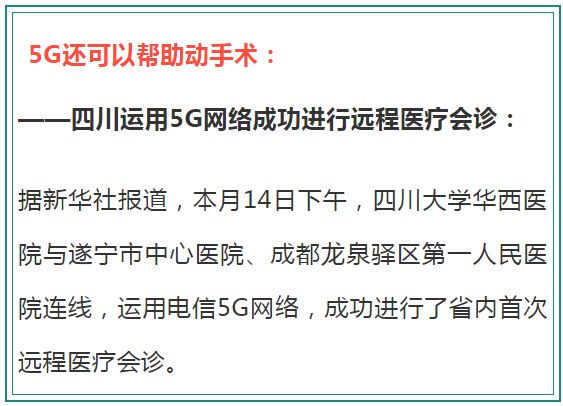 5G还可以帮助动手术：
——四川运用5G网络成功进行远程医疗会诊：
据新华社报道，本月14日下午，四川大学华西医
院与遂宁市中心医院、成都龙泉驿区第一人民医
院连线，运用电信5G网络，成功进行了省内首次
远程医疗会诊。